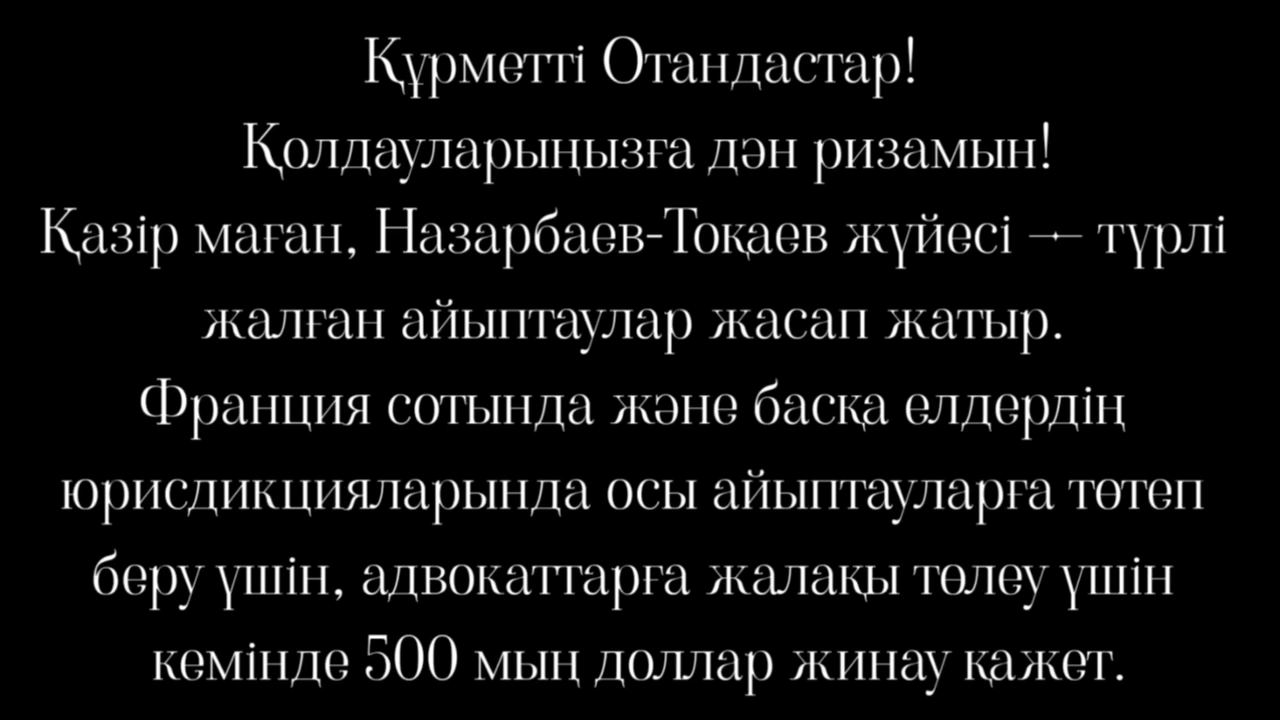 Құрметті Отандастар!
Қолдауларыңызға дән ризамын!
Қазір маған, Назарбаев-Тоқаев жүйесі — түрлі
жалған айыптаулар жасап жатыр.
Франция сотында және басқа елдердің
юрисдикцияларында осы айыптауларға төтеп
беру үшін, адвокаттарға жалақы төлеу үшін
кемінде 500 мың доллар жинау қажет.